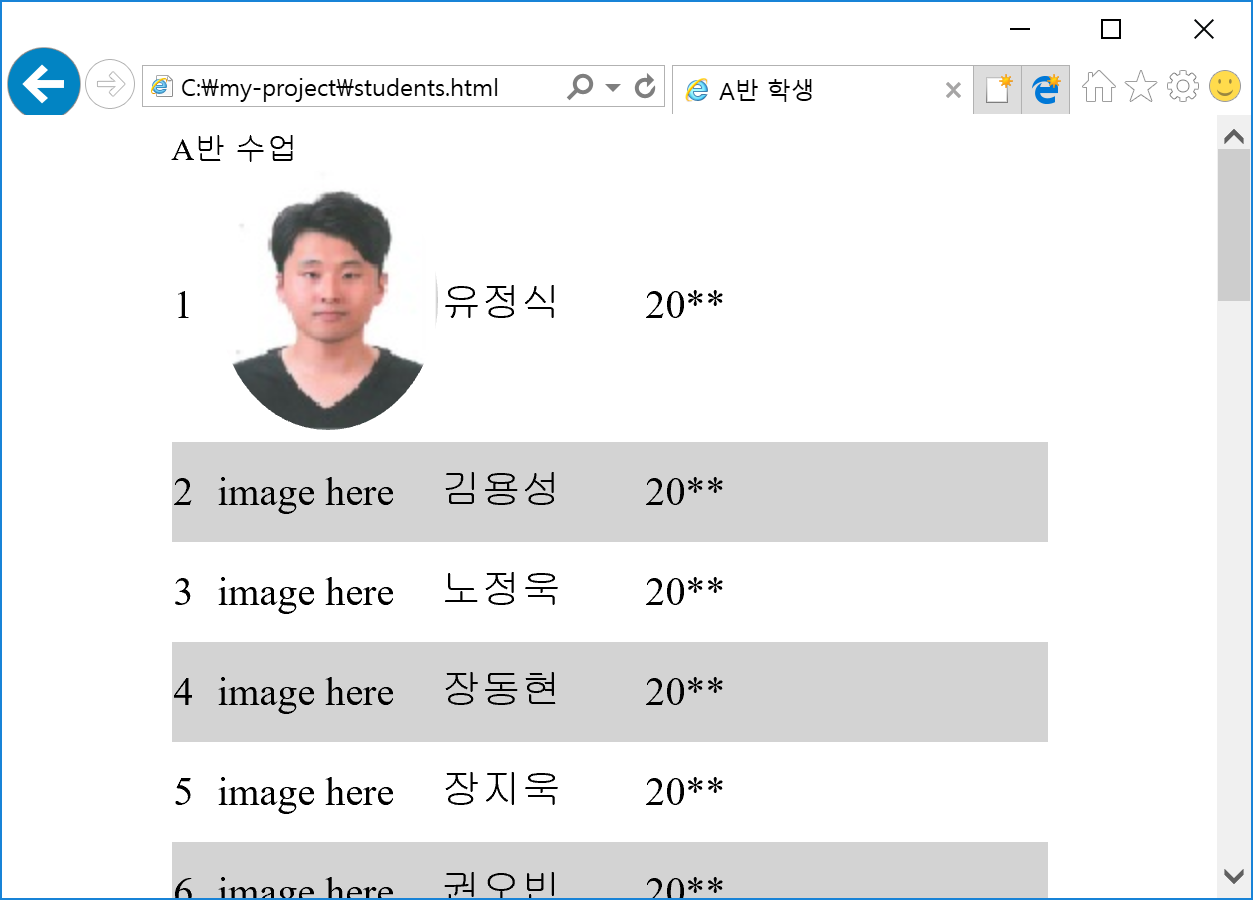 C:₩my-project₩students.html
A반 학생
A반 수업
1 유정식 20**
2 image here 김용성 20**
3 image here 노정욱 20**
4 image here 장동현 20**
5 image here 장지욱 20**
6 image here 권오빈 20**